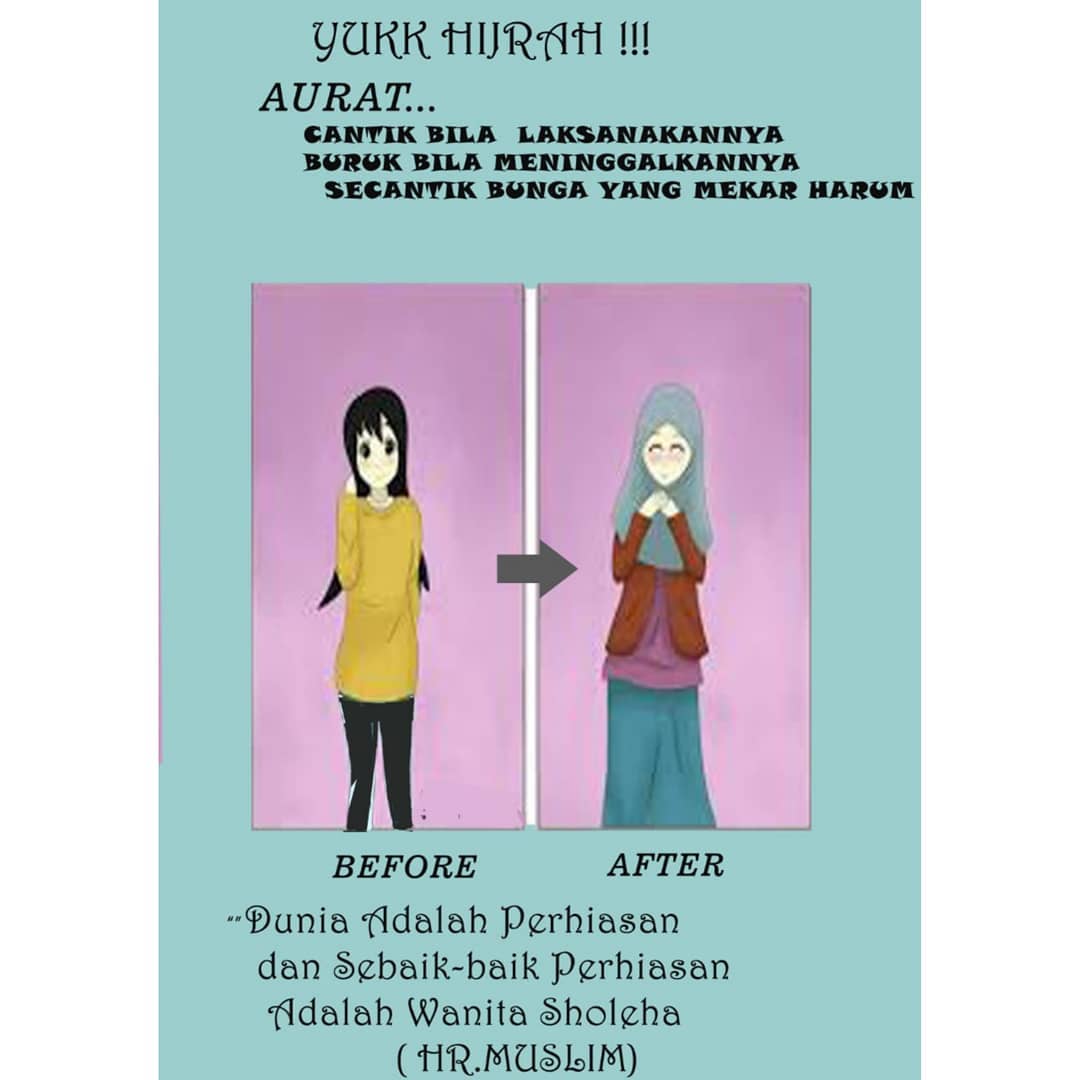 YUKK HIJRAH !!!
AURAT...
CANTIK BILA LAKSANAKANNYA
BURUK BILA MENINGGALKANNYA
SECANTIK BUNGA YANG MEKAR HARUM
BEFORE
AFTER
“”Dunia Adalah Perhiasan
dan Sebaik-baik Perhiasan
Adalah Wanita Sholeha
( HR.MUSLIM)